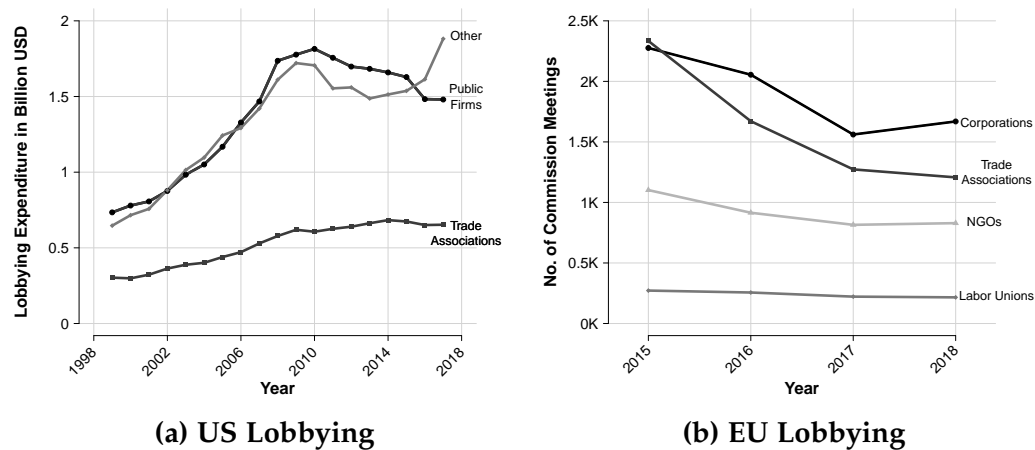 Lobbying Expenditure in Billion USD
2
1.5
1
0.5
0
1998
2002
2006
2010
2014
2018
Year
Other
Public
Firms
Trade
Associations
(a) US Lobbying
No. of Commission Meetings
2.5K
2K
1.5K
1K
0.5K
0K
2015
2016
2017
2018
Year
Corporations
Trade
Associations
NGOs
Labor Unions
(b) EU Lobbying